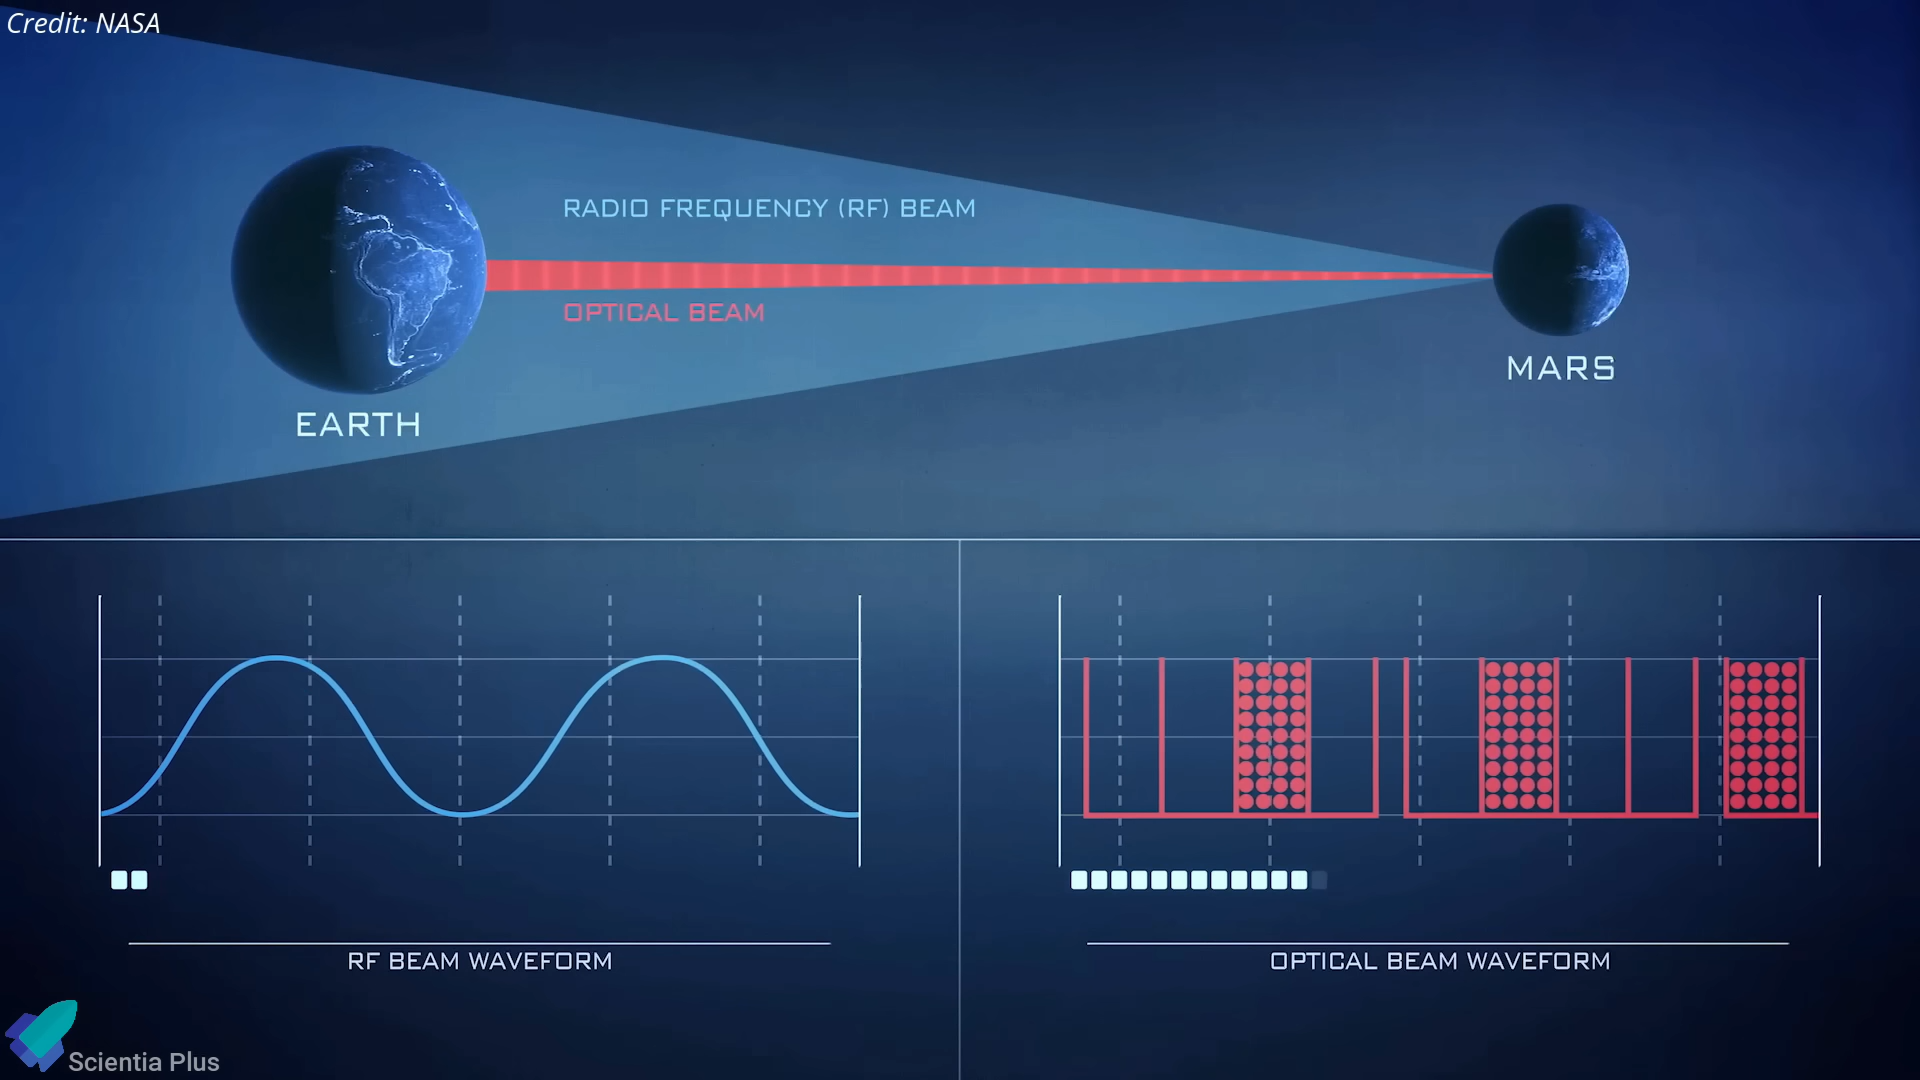 Credit: NASA
RADIO FREQUENCY (RF) BEAM
OPTICAL BEAM
MARS
EARTH
RF BEAM WAVEFORM
OPTICAL BEAM WAVEFORM
Scientia Plus